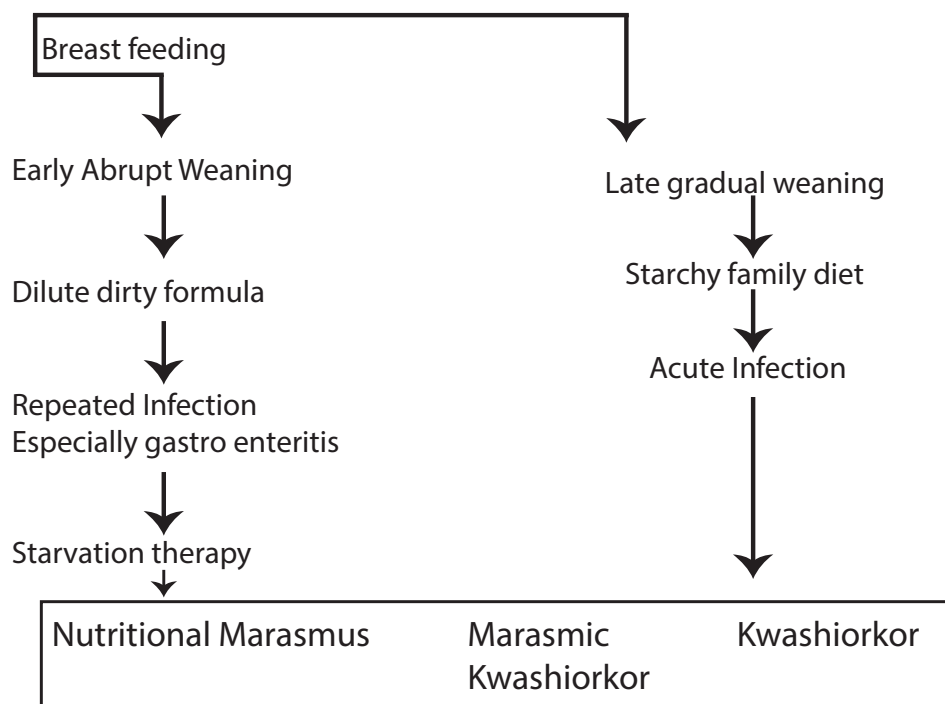 Breast feeding
Early Abrupt Weaning
Dilute dirty formula
Repeated Infection
Especially gastro enteritis
Starvation therapy
Late gradual weaning
Starchy family diet
Acute Infection
Nutritional Marasmus
Marasmic
Kwashiorkor
Kwashiorkor